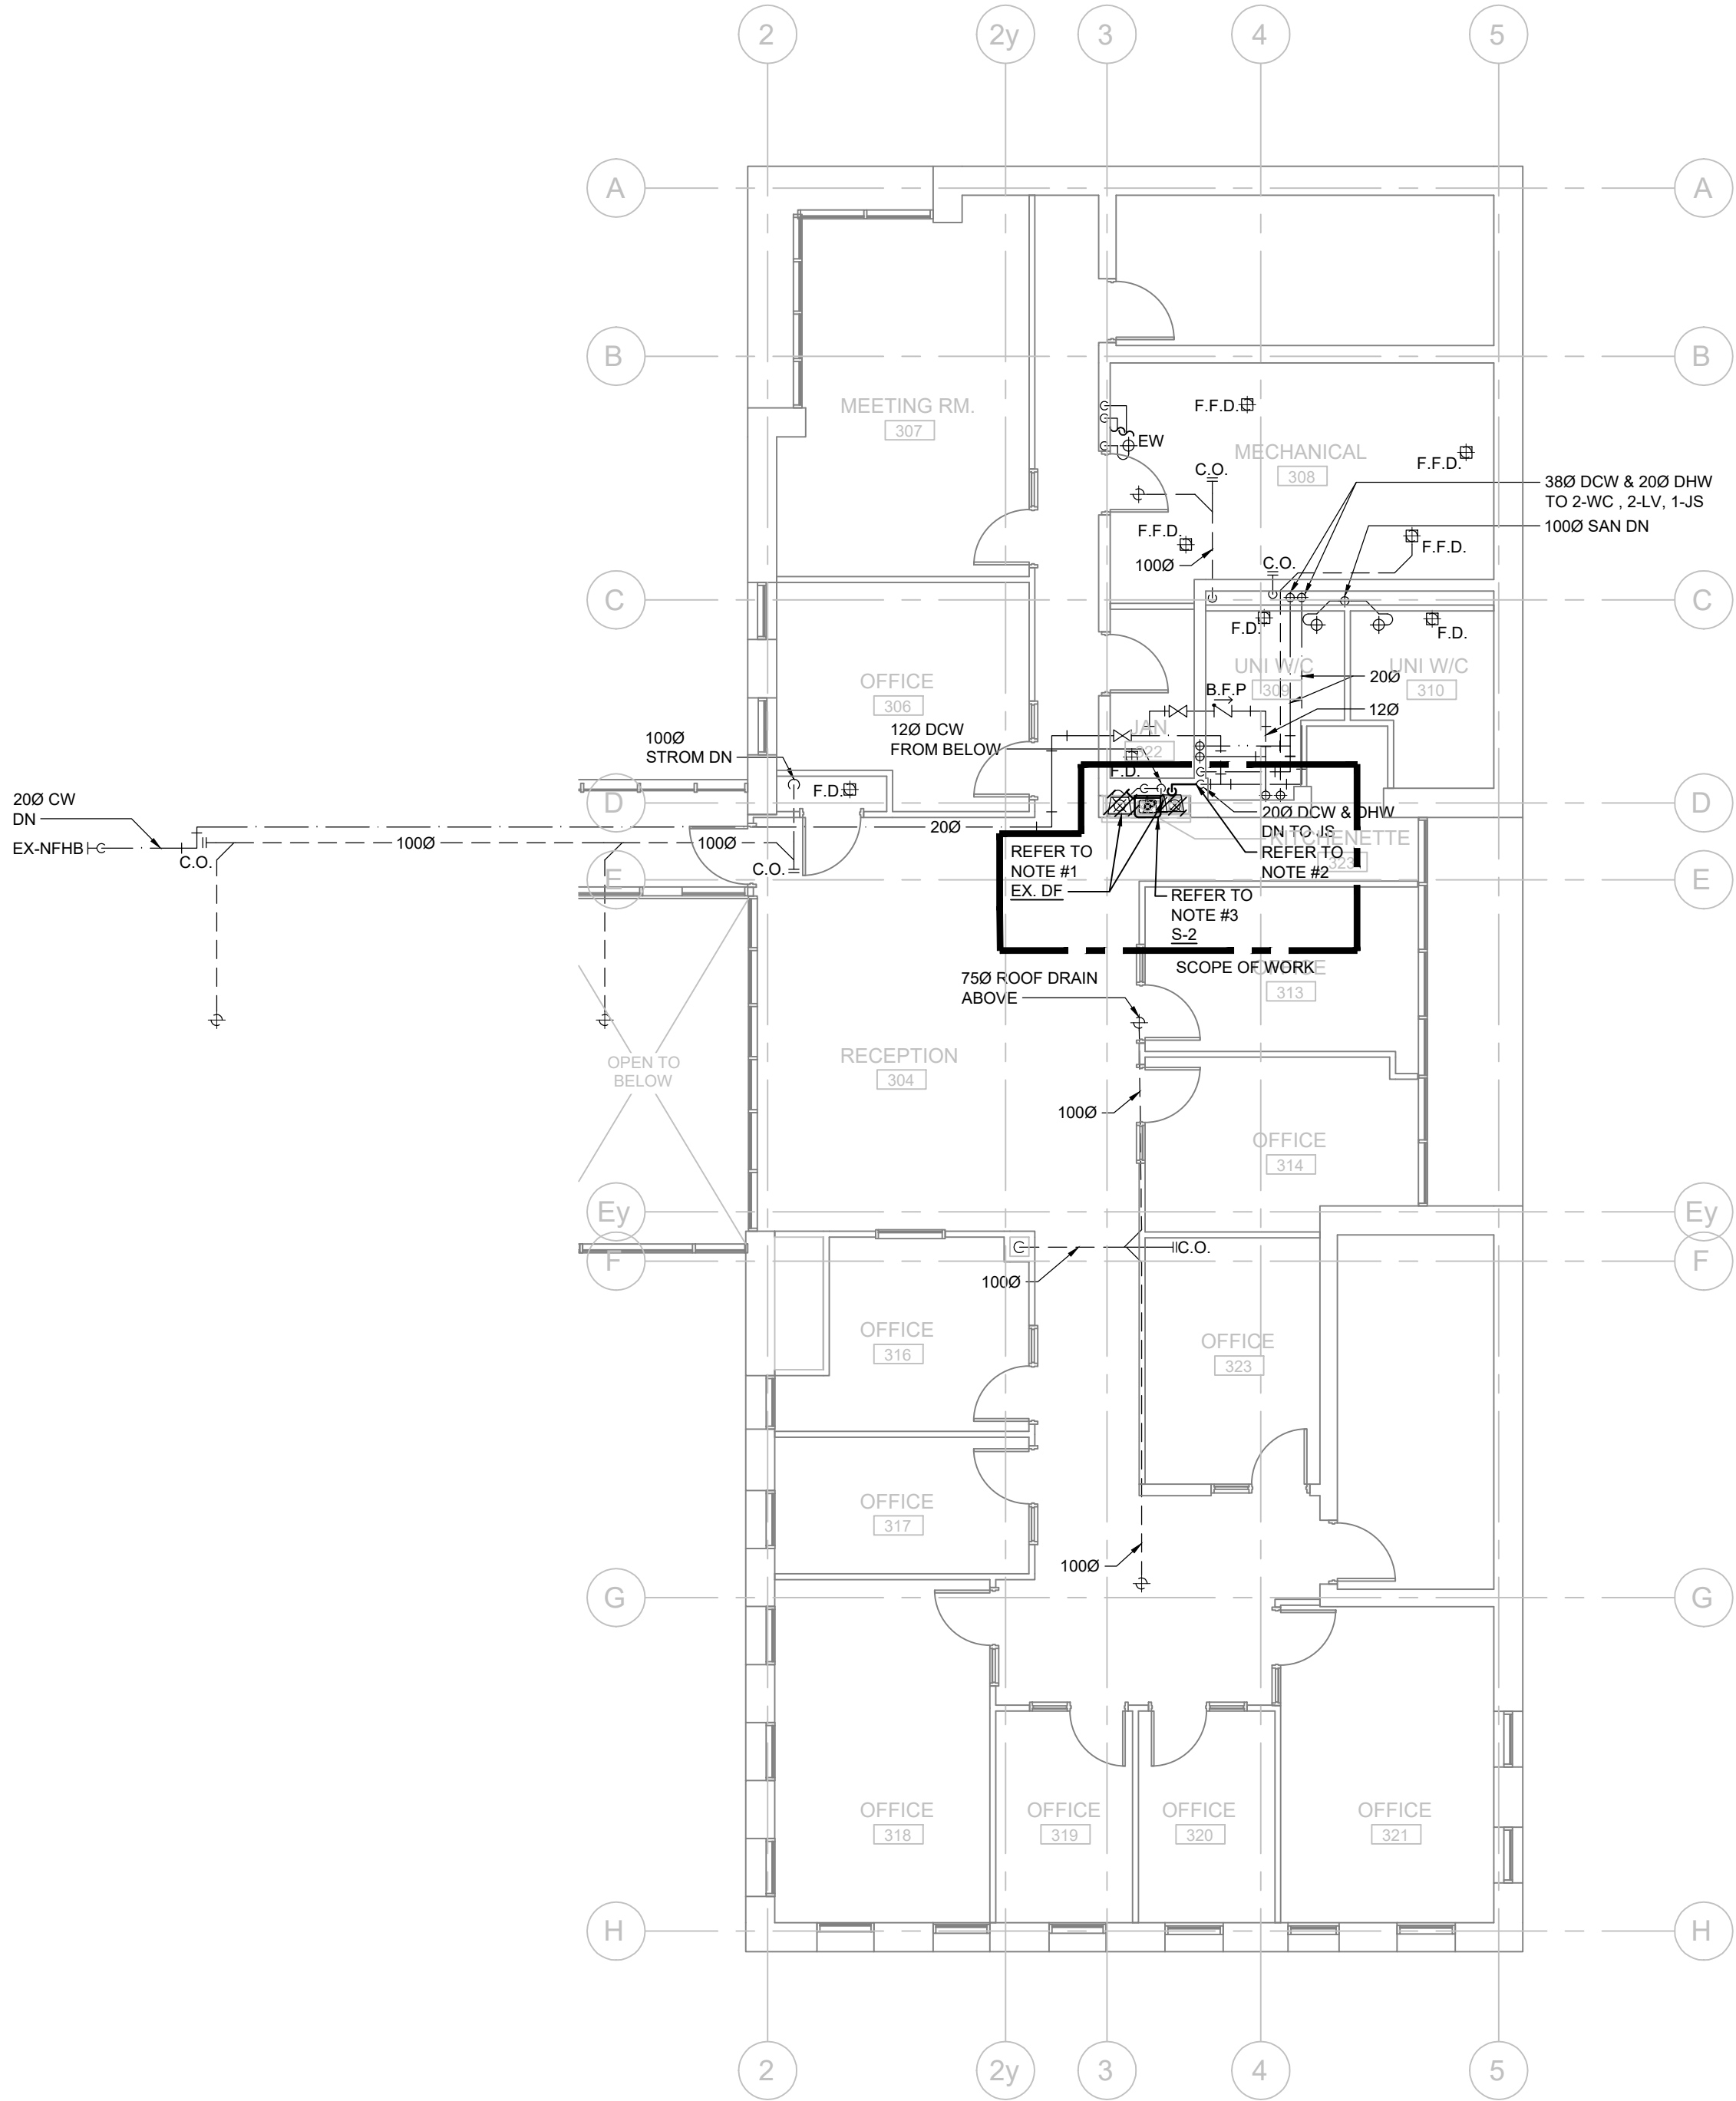 2
2y
3
4
5
A
A
B
B
MEETING RM.
307
F.F.D.
EW
MECHANICAL
308
F.F.D.
C.O.
38Ø DCW & 20Ø DHW
TO 2-WC , 2-LV, 1-JS
100Ø SAN DN
F.F.D.
F.F.D.
100Ø
C.O.
C
C
F.D.
F.D.
UNI W/C
309
UNI W/C
310
20Ø
OFFICE
306
B.F.P
12Ø
JAN
322
12Ø DCW
FROM BELOW
100Ø
STROM DN
F.D.
F.D.
D
D
20Ø CW
DN
EX-NFHB
C.O.
100Ø
100Ø
20Ø
C.O.
20Ø DCW & DHW
DN TO JS
KITCHENETTE
323
REFER TO
NOTE #1
EX. DF
REFER TO
NOTE #2
E
E
REFER TO
NOTE #3
S-2
SCOPE OF WORK
OFFICE
313
75Ø ROOF DRAIN
ABOVE
OPEN TO
BELOW
RECEPTION
304
100Ø
OFFICE
314
Ey
Ey
F
F
C.O.
100Ø
OFFICE
316
OFFICE
323
OFFICE
317
100Ø
G
G
OFFICE
318
OFFICE
319
OFFICE
320
OFFICE
321
H
H
2
2y
3
4
5